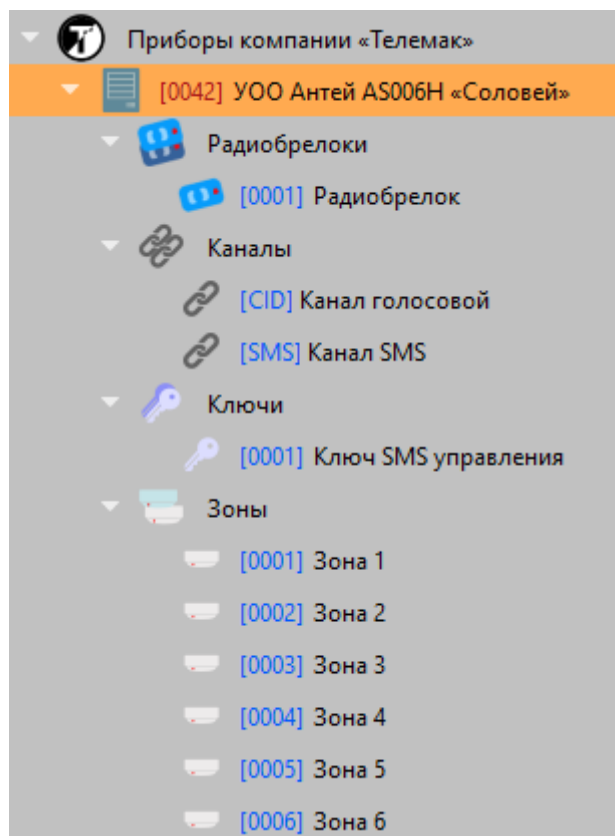 Приборы компании «Телемак»
[0042] УОО Антей AS006H «Соловей»
Радиобрелоки
[0001] Радиобрелок
Каналы
[CID] Канал голосовой
[SMS] Канал SMS
Ключи
[0001] Ключ SMS управления
Зоны
[0001] Зона 1
[0002] Зона 2
[0003] Зона 3
[0004] Зона 4
[0005] Зона 5
[0006] Зона 6